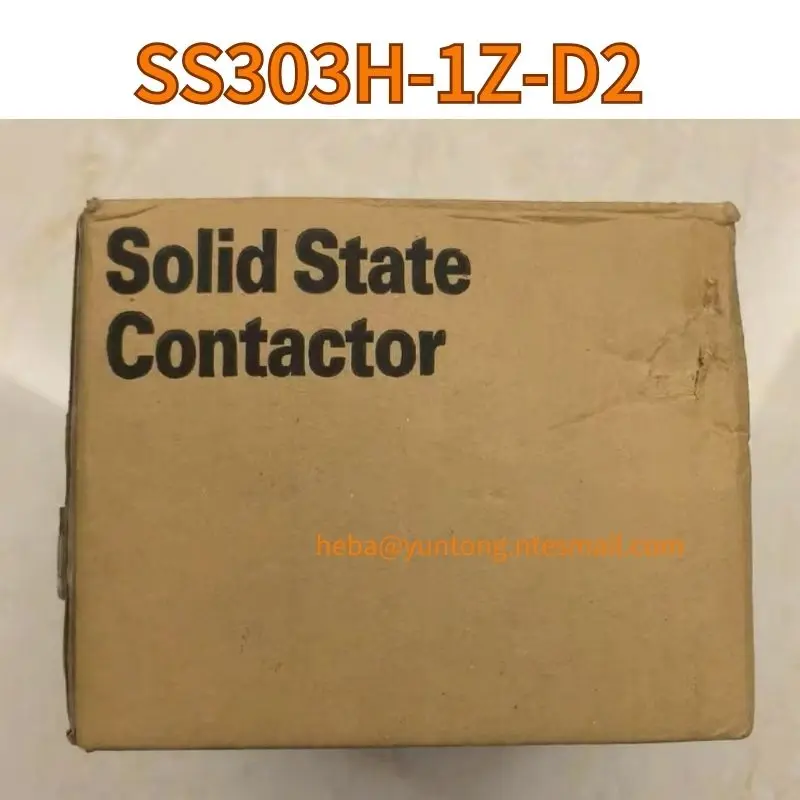 SS303H-1Z-D2
Solid State
Contactor
heba@yuntong.ntesmail.com